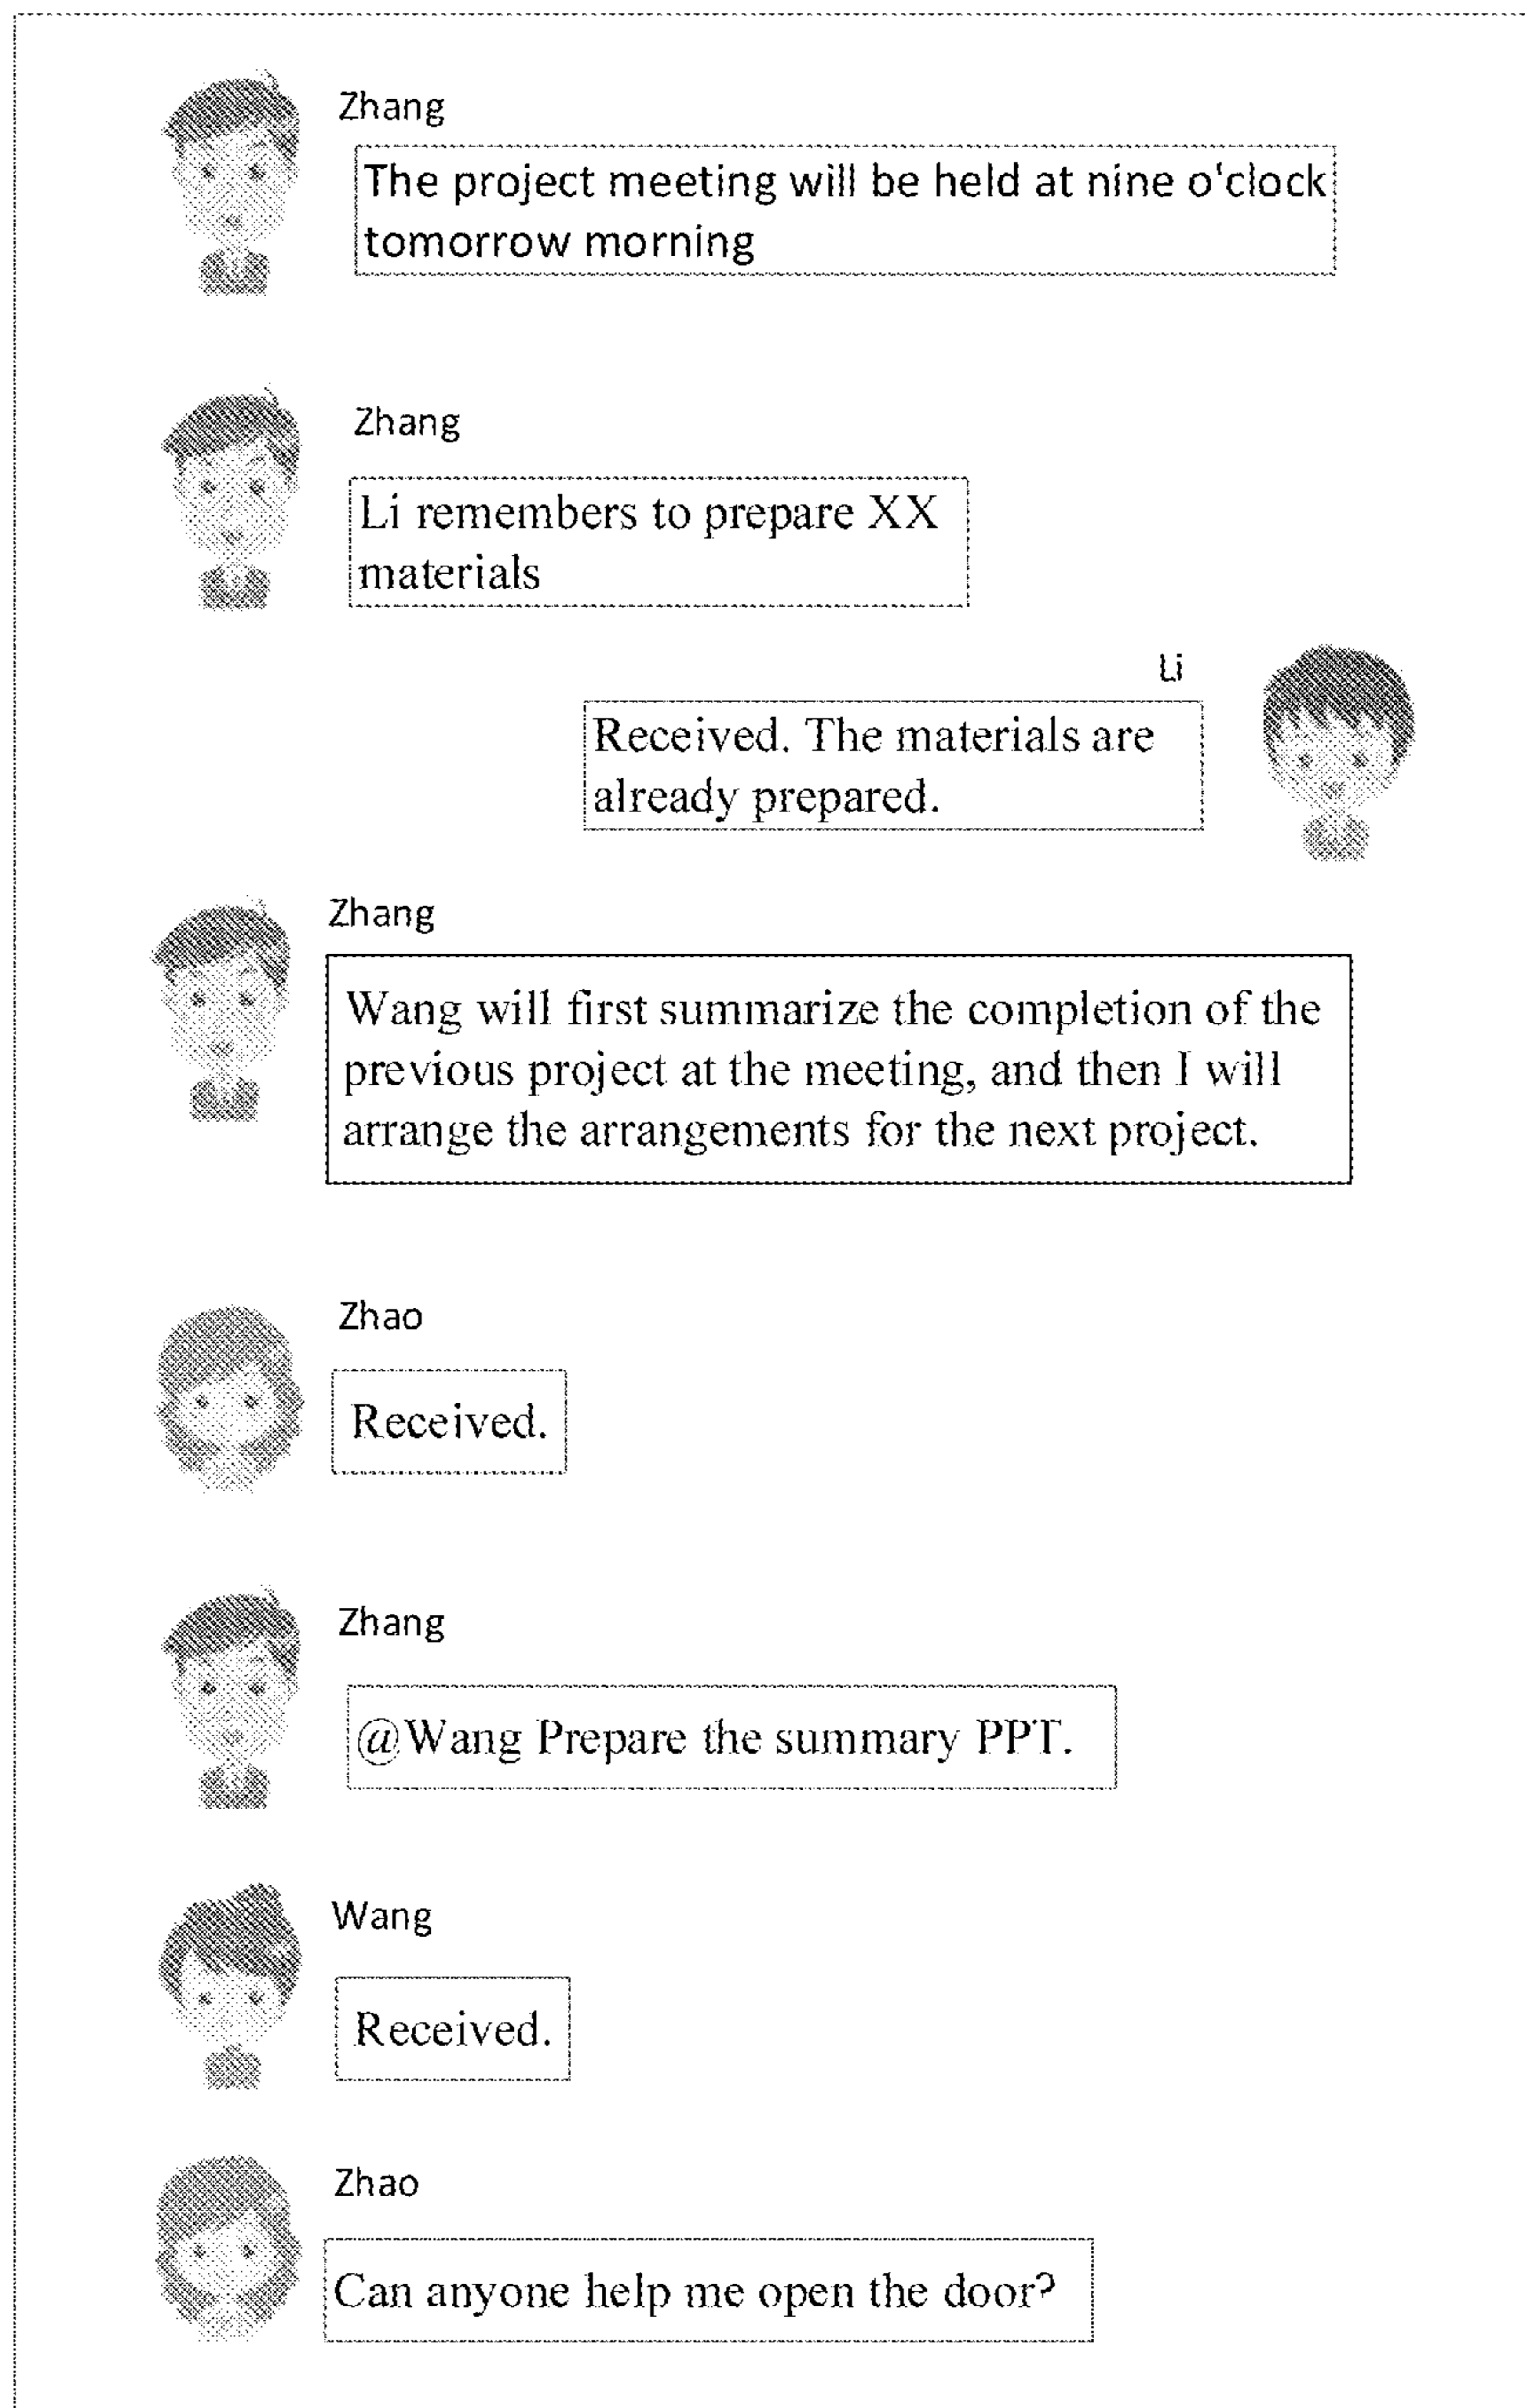 Zhang
The project meeting will be held at nine o'clock
tomorrow morning
Zhang
Li remembers to prepare XX
materials
Li
Received. The materials are
already prepared.
Zhang
Wang will first summarize the completion of the
previous project at the meeting, and then I will
arrange the arrangements for the next project.
Zhao
Received.
Zhang
@Wang Prepare the summary PPT.
Wang
Received.
Zhao
Can anyone help me open the door?